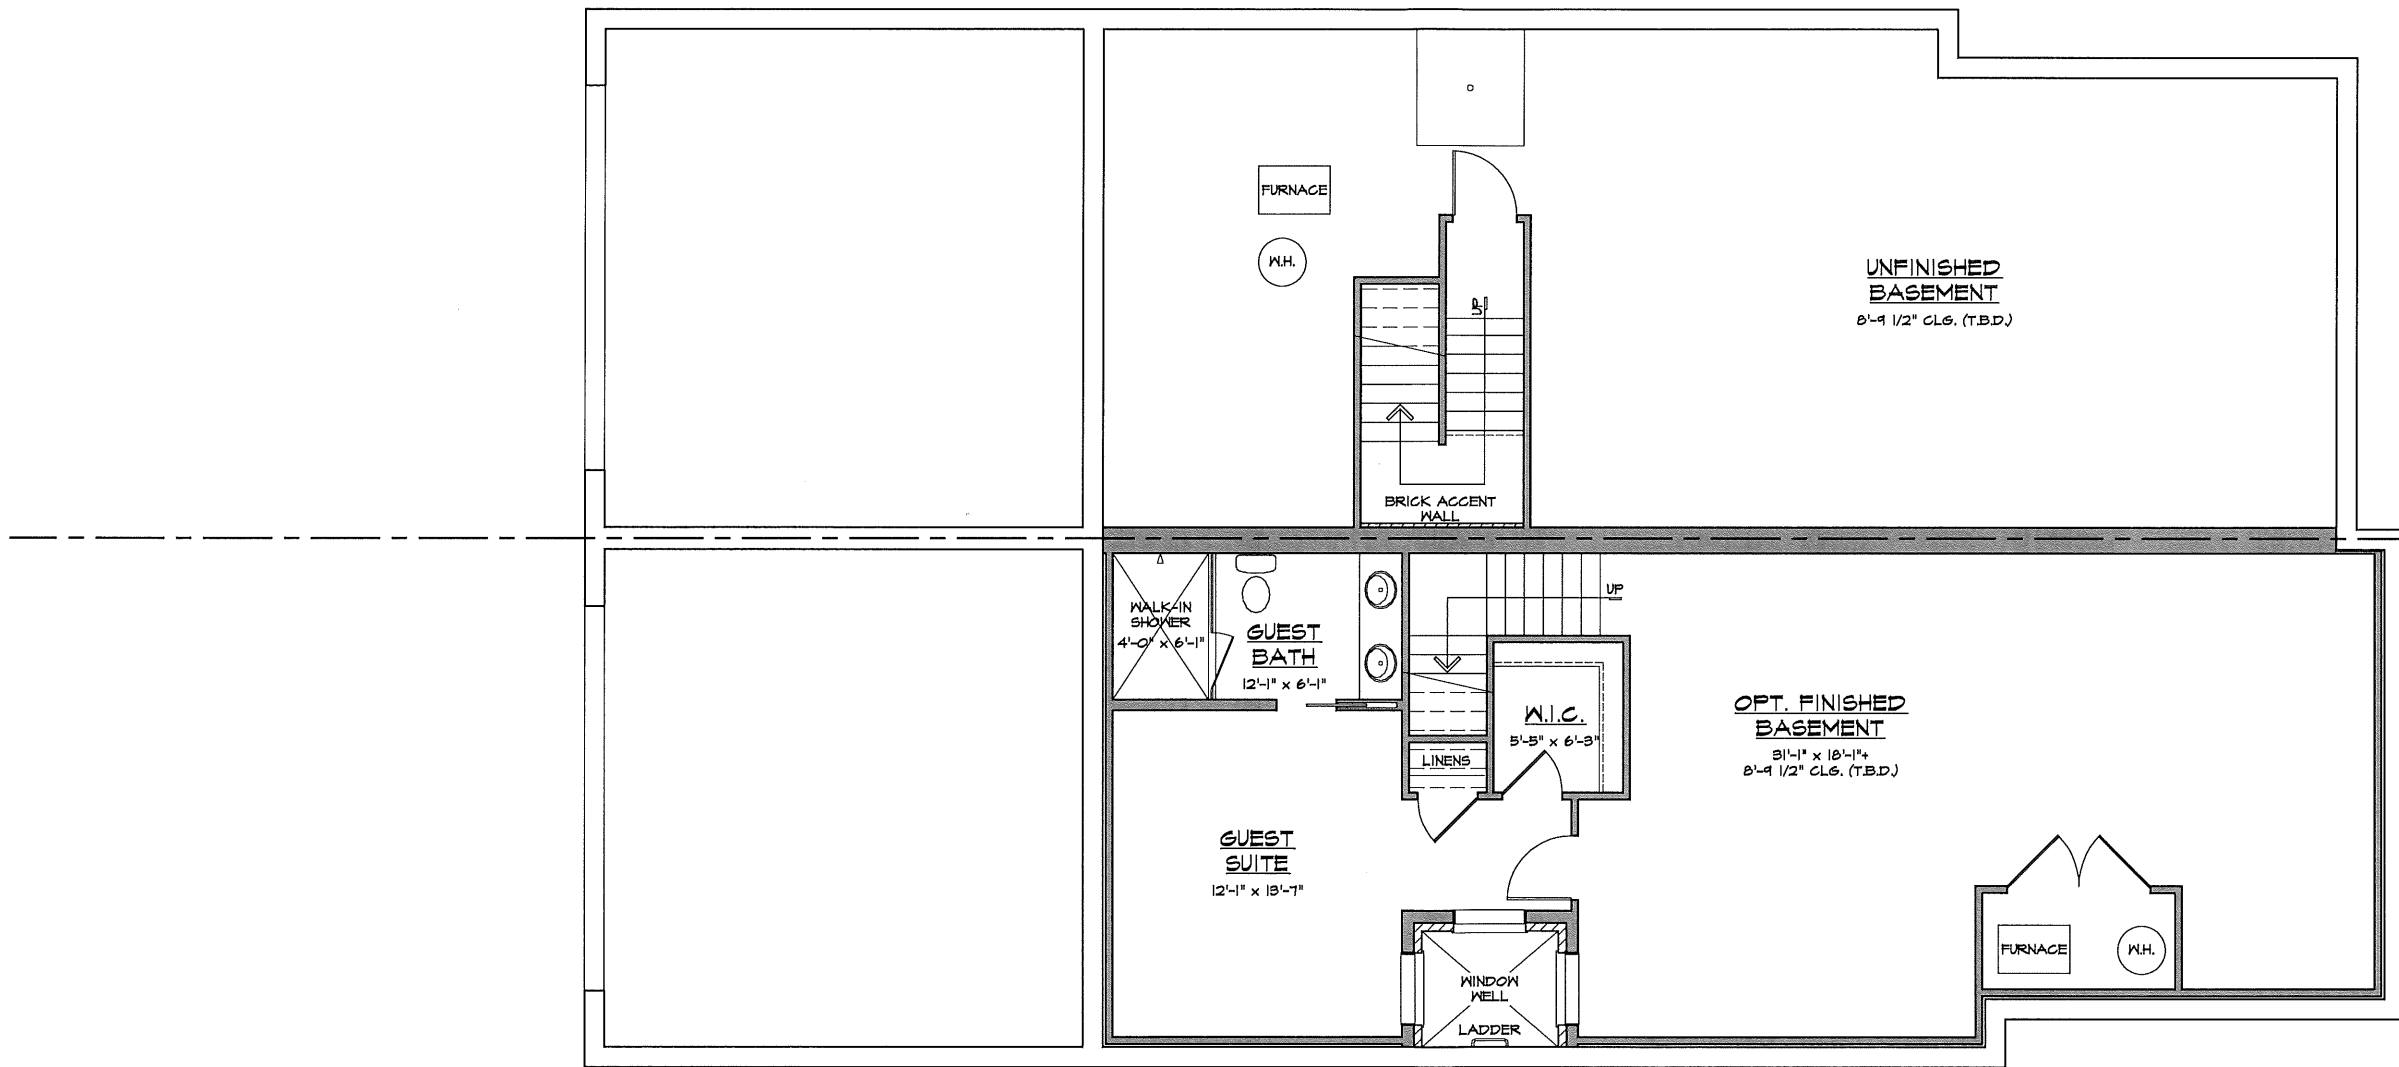 FURNACE
W.H.
UP
UNFINISHED
BASEMENT
8'-9 1/2" CLG. (T.B.D.)
BRICK ACCENT
WALL
WALK-IN
SHOWER
4'-0" x 6'-1"
GUEST
BATH
12'-1" x 6'-1"
UP
W.I.C.
5'-5" x 6'-3"
LINENS
OPT. FINISHED
BASEMENT
31'-1" x 18'-1"+
8'-9 1/2" CLG. (T.B.D.)
GUEST
SUITE
12'-1" x 13'-7"
WINDOW
WELL
LADDER
FURNACE
W.H.